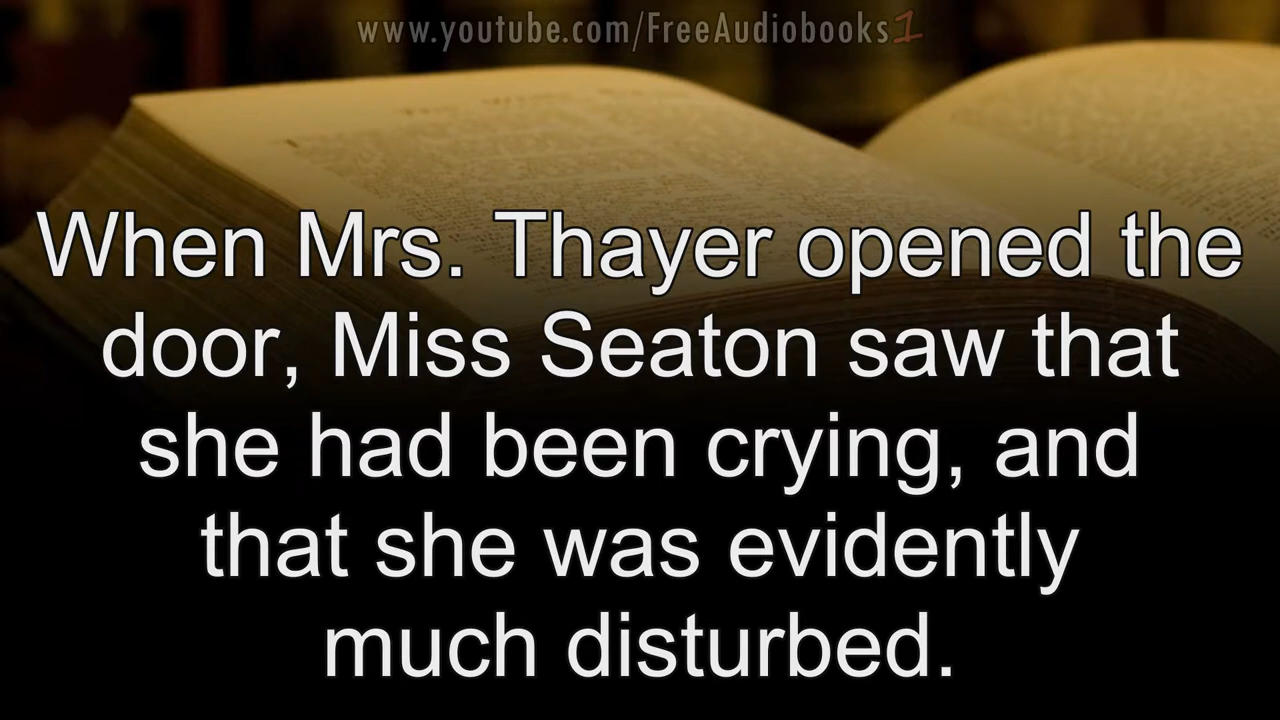 www.youtube.com/FreeAudiobooks1
When Mrs. Thayer opened the
door, Miss Seaton saw that
she had been crying, and
that she was evidently
much disturbed.